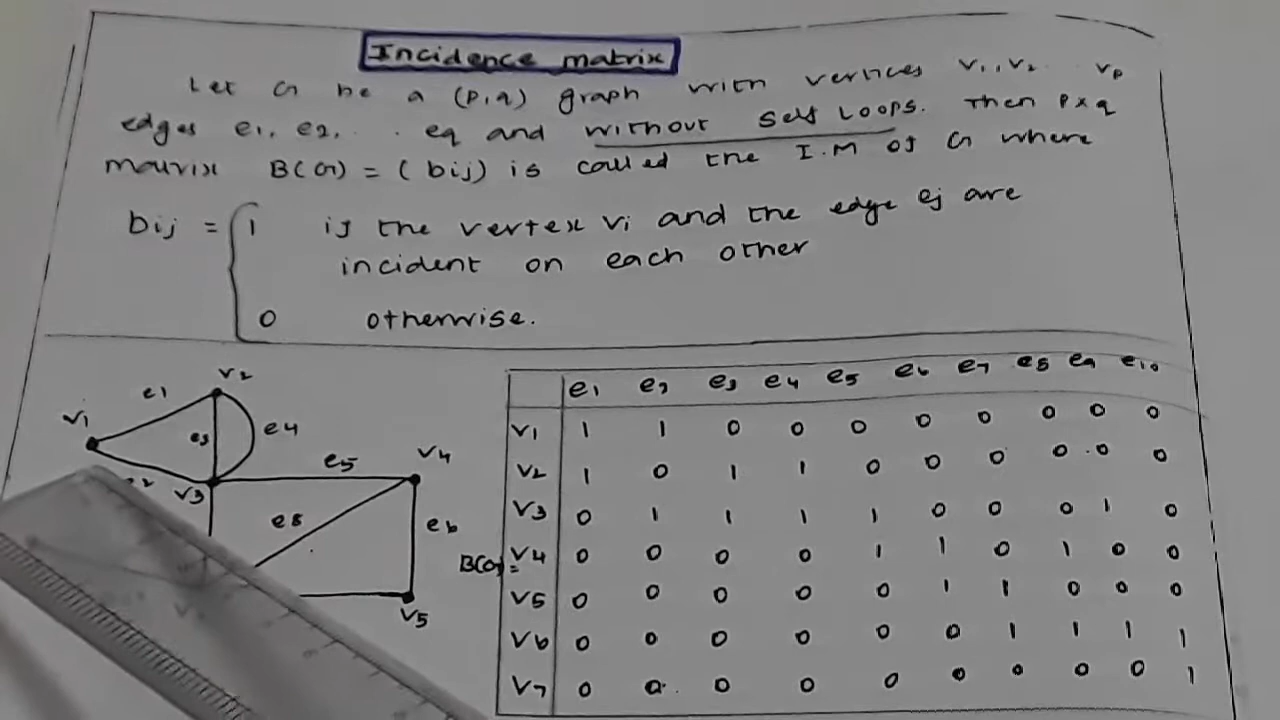 Incidence matrix
Let G be a (p,q) graph with vertices v1, v2 vp
edges e1, e2, . . eq and without self loops. Then p x q
matrix B(G) = (bij) is called the I.M of G where
bij = { 1 if the vertex vi and the edge ej are
incident on each other
0 otherwise.
v2
e1
v1
e3
e4
v4
e5
v3
e8
e6
v5
e1 e2 e3 e4 e5 e6 e7 e8 e9 e10
v1 1 1 0 0 0 0 0 0 0 0
v2 1 0 1 1 0 0 0 0 0 0
v3 0 1 1 1 1 0 0 0 1 0
B(G) = v4 0 0 0 0 1 1 0 1 0 0
v5 0 0 0 0 0 1 1 0 0 0
v6 0 0 0 0 0 0 1 1 1 1
v7 0 0 0 0 0 0 0 0 0 1